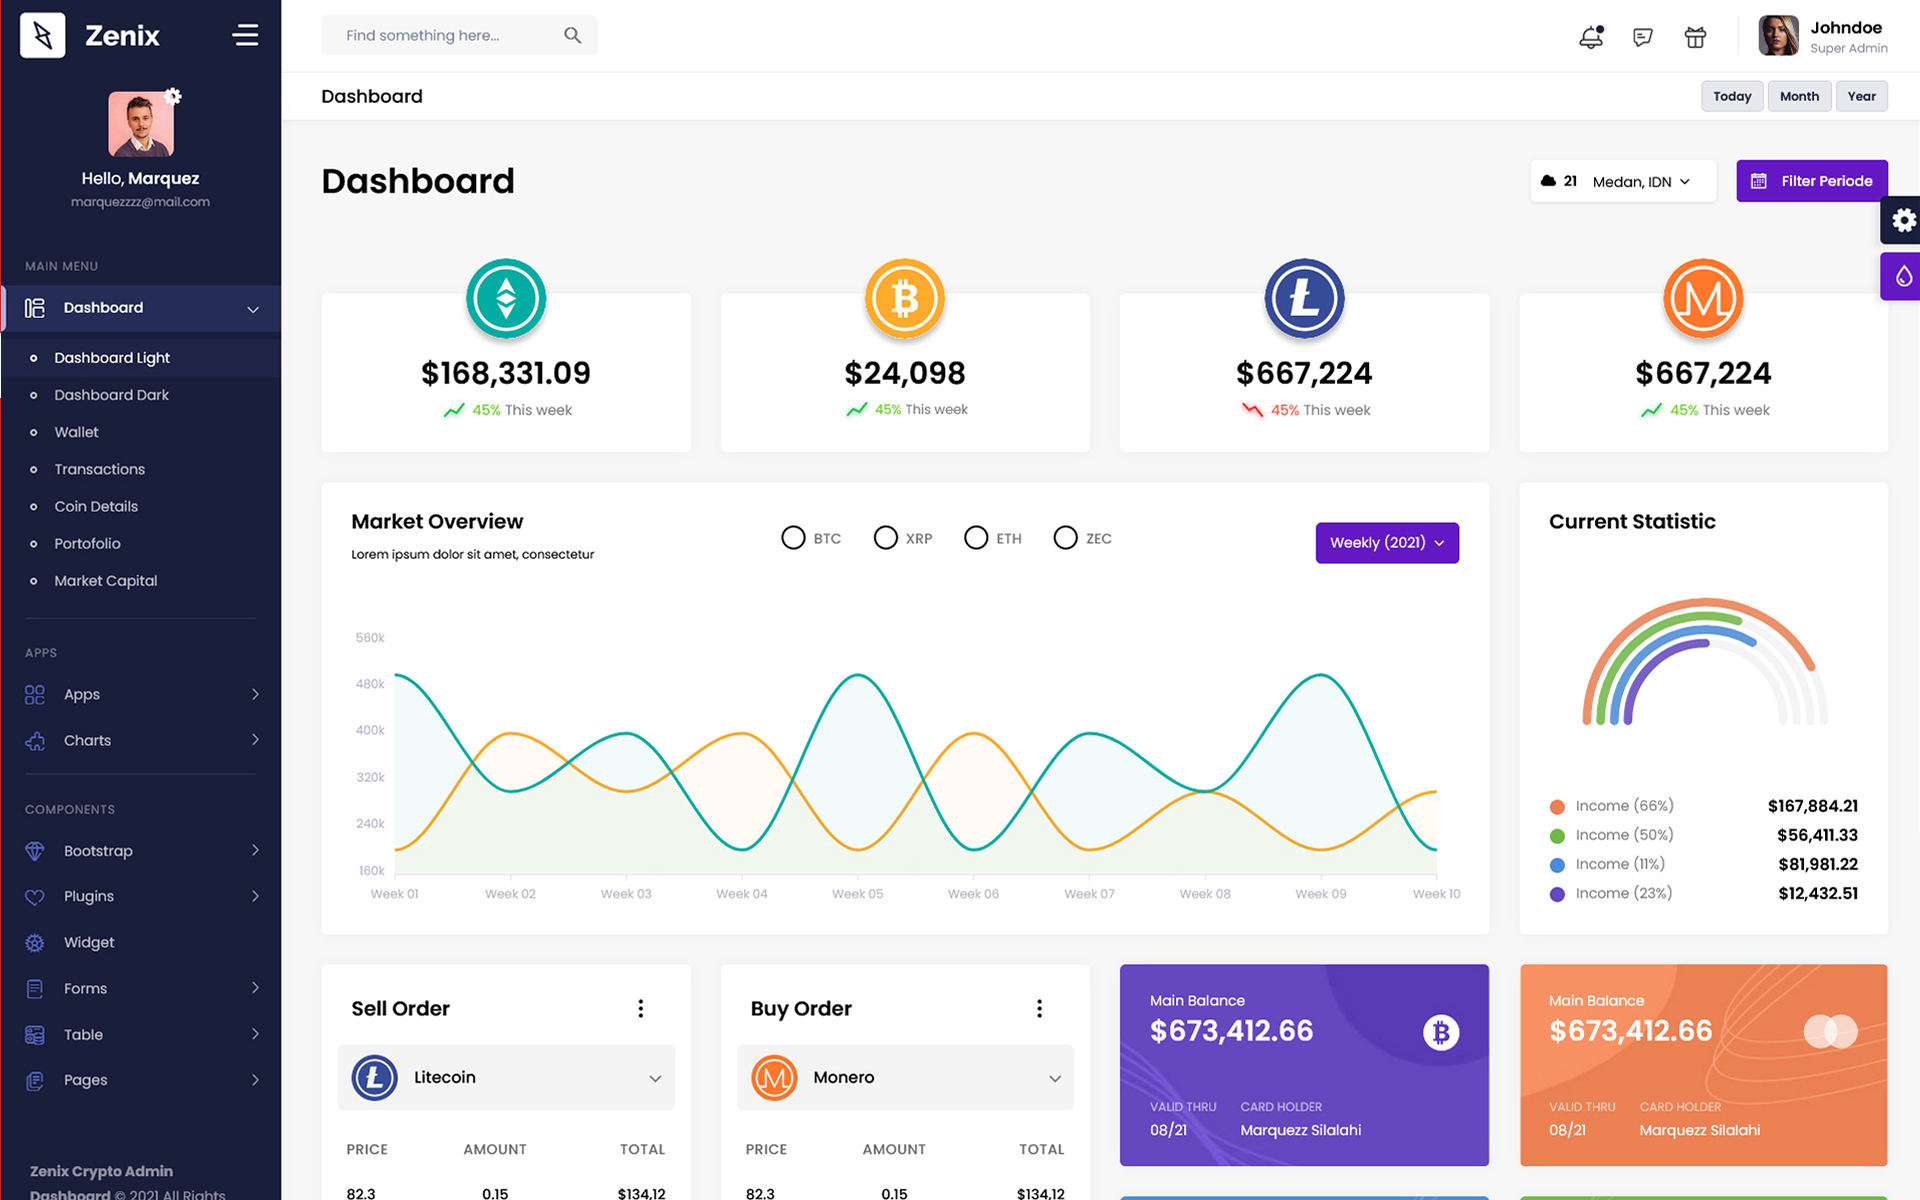 Zenix
Find something here...
Johndoe
Super Admin
Dashboard
Today
Month
Year
Hello, Marquez
marquezzzz@mail.com
MAIN MENU
Dashboard
Dashboard Light
Dashboard Dark
Wallet
Transactions
Coin Details
Portofolio
Market Capital
APPS
Apps
Charts
COMPONENTS
Bootstrap
Plugins
Widget
Forms
Table
Pages
Zenix Crypto Admin
Dashboard © 2021 All Rights
Dashboard
21 Medan, IDN
Filter Periode
$168,331.09
45% This week
$24,098
45% This week
$667,224
45% This week
$667,224
45% This week
Market Overview
Lorem ipsum dolor sit amet, consectetur
BTC
XRP
ETH
ZEC
Weekly (2021)
560k
480k
400k
320k
240k
160k
Week 01
Week 02
Week 03
Week 04
Week 05
Week 06
Week 07
Week 08
Week 09
Week 10
Current Statistic
Income (66%) $167,884.21
Income (50%) $56,411.33
Income (11%) $81,981.22
Income (23%) $12,432.51
Sell Order
Litecoin
PRICE AMOUNT TOTAL
82.3 0.15 $134,12
Buy Order
Monero
PRICE AMOUNT TOTAL
82.3 0.15 $134,12
Main Balance
$673,412.66
VALID THRU CARD HOLDER
08/21 Marquezz Silalahi
Main Balance
$673,412.66
VALID THRU CARD HOLDER
08/21 Marquezz Silalahi